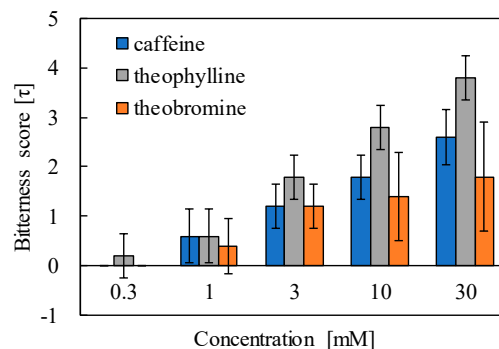 5
4
3
2
1
0
-1
Bitterness score [τ]
caffeine
theophylline
theobromine
0.3 1 3 10 30
Concentration [mM]